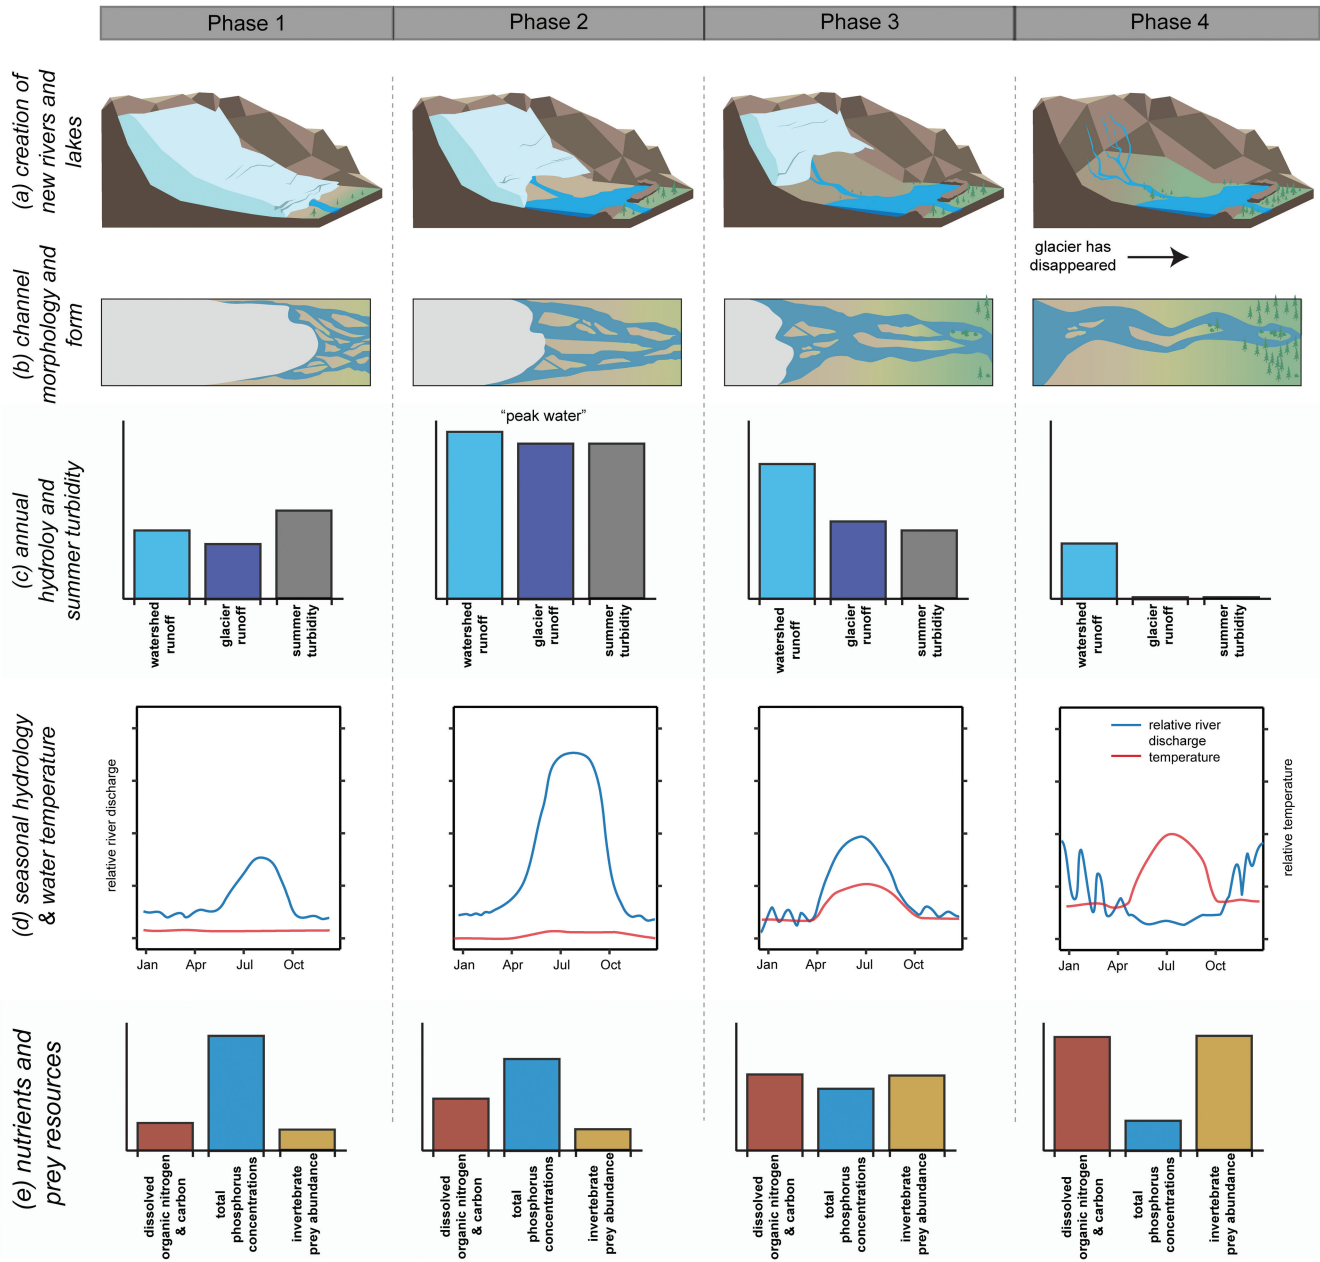 Phase 1
Phase 2
Phase 3
Phase 4
(a) creation of
new rivers and
lakes
glacier has
disappeared
(b) channel
morphology and
form
(c) annual
hydroloy and
summer turbidity
watershed
runoff
glacier
runoff
summer
turbidity
"peak water"
watershed
runoff
glacier
runoff
summer
turbidity
watershed
runoff
glacier
runoff
summer
turbidity
watershed
runoff
glacier
runoff
summer
turbidity
(d) seasonal hydrology
& water temperature
relative river discharge
Jan
Apr
Jul
Oct
Jan
Apr
Jul
Oct
Jan
Apr
Jul
Oct
relative river
discharge
temperature
Jan
Apr
Jul
Oct
relative temperature
(e) nutrients and
prey resources
dissolved
organic nitrogen
& carbon
total
phosphorus
concentrations
invertebrate
prey abundance
dissolved
organic nitrogen
& carbon
total
phosphorus
concentrations
invertebrate
prey abundance
dissolved
organic nitrogen
& carbon
total
phosphorus
concentrations
invertebrate
prey abundance
dissolved
organic nitrogen
& carbon
total
phosphorus
concentrations
invertebrate
prey abundance